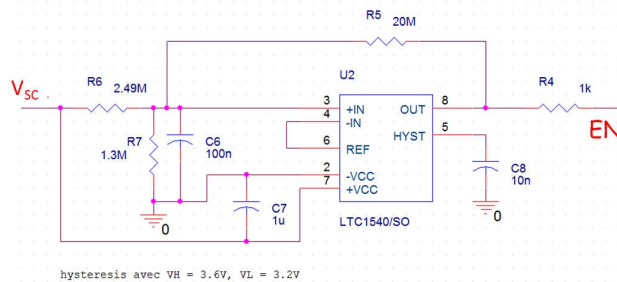 R5
20M
U2
VSC
R6
2.49M
R4
1k
3
+IN
OUT
8
4
-IN
EN
R7
1.3M
C6
100n
HYST
5
6
REF
C8
10n
2
-VCC
7
+VCC
C7
1u
0
0
LTC1540/SO
hysteresis avec VH = 3.6V, VL = 3.2V